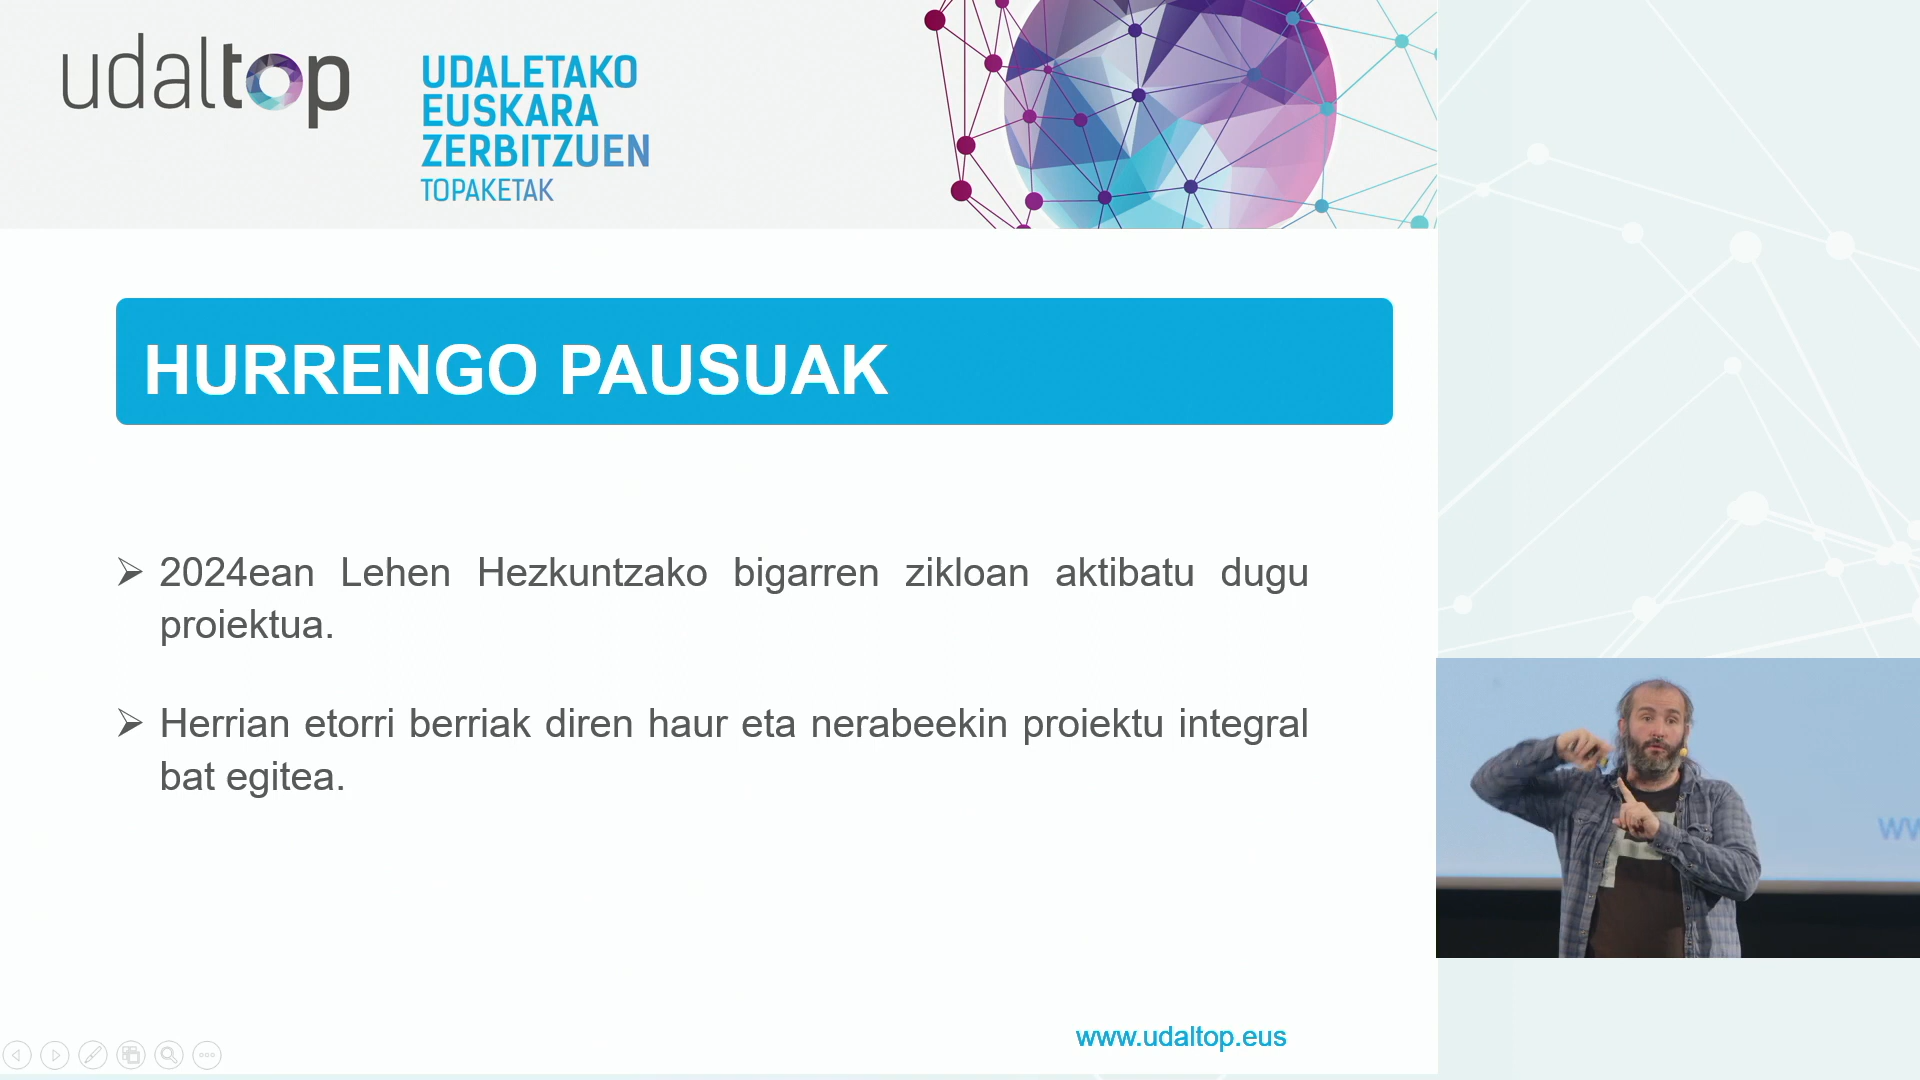 udaltop
UDALETAKO
EUSKARA
ZERBITZUEN
TOPAKETAK
HURRENGO PAUSUAK
2024ean Lehen Hezkuntzako bigarren zikloan aktibatu dugu
proiektua.
Herrian etorri berriak diren haur eta nerabeekin proiektu integral
bat egitea.
www.udaltop.eus